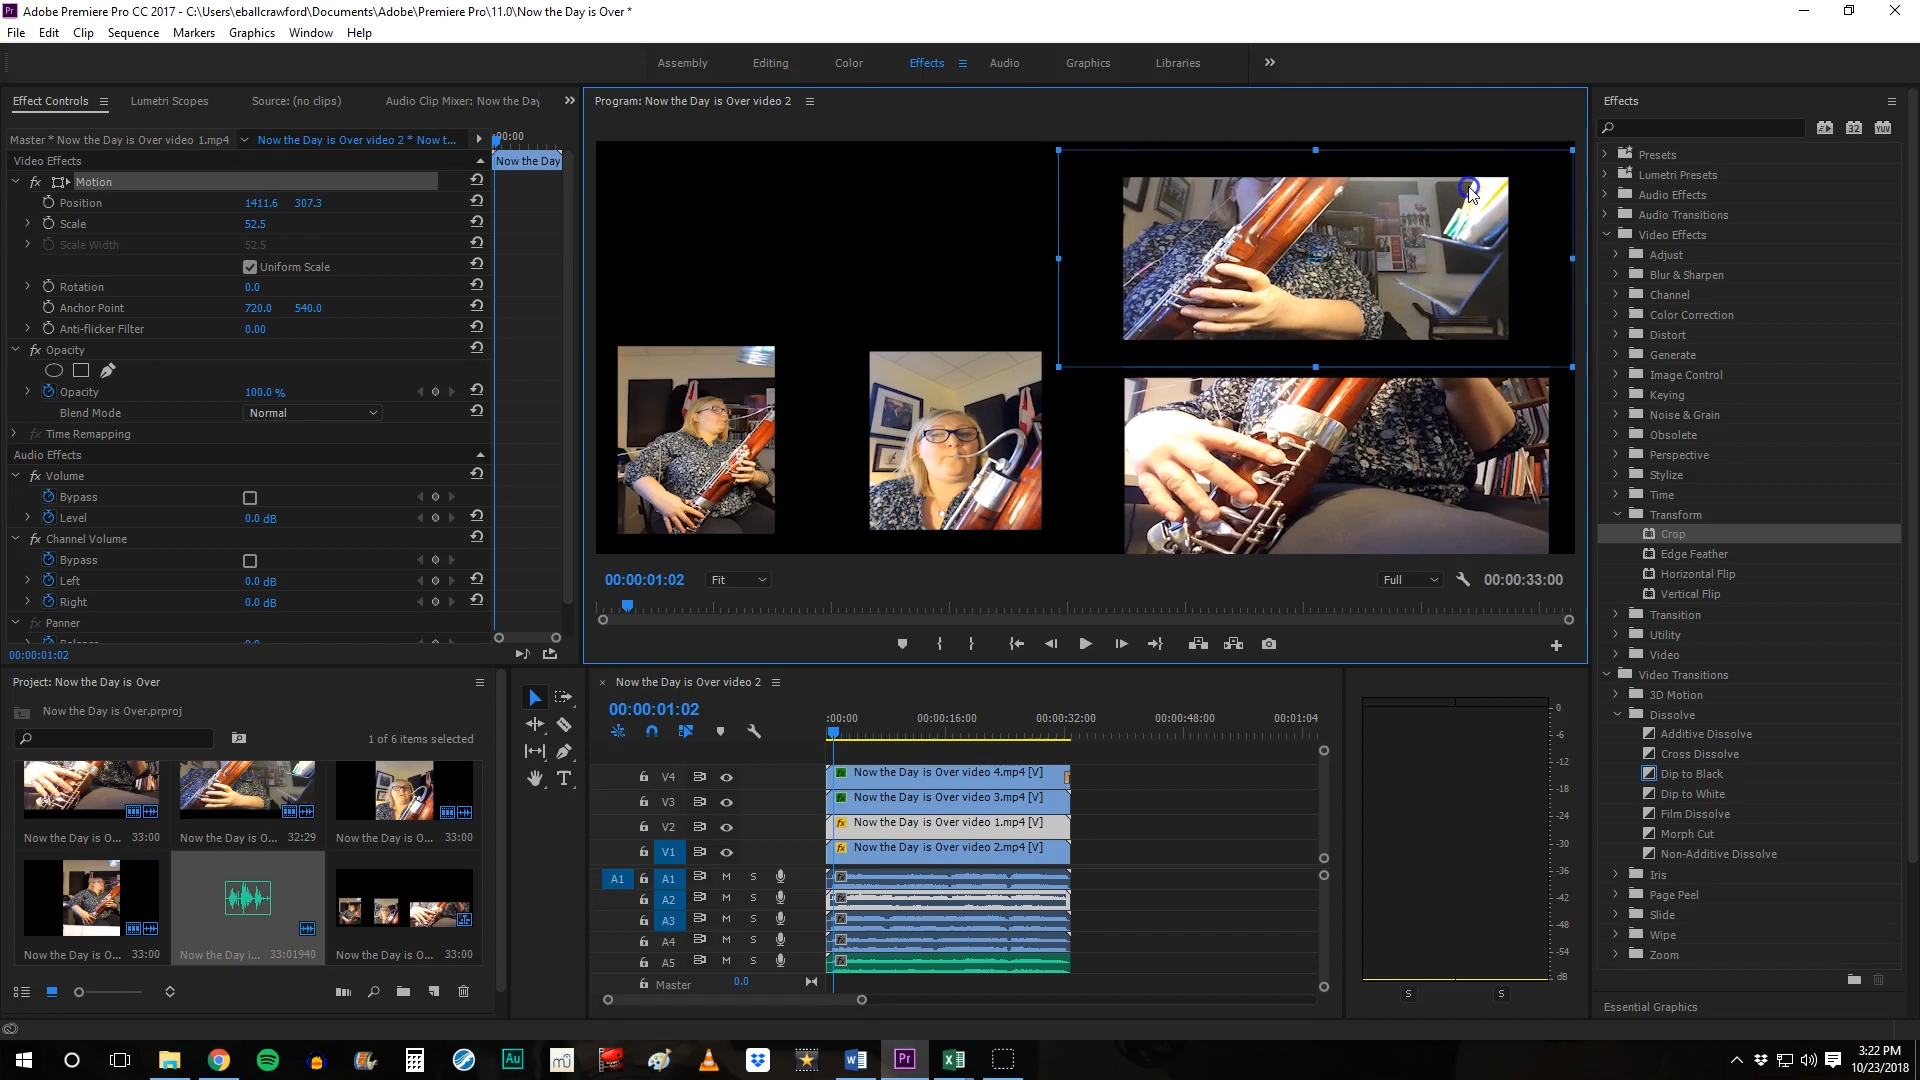 Adobe Premiere Pro CC 2017 - C:\Users\eballcrawford\Documents\Adobe\Premiere Pro\11.0\Now the Day is Over *
File Edit Clip Sequence Markers Graphics Window Help
Assembly Editing Color Effects Audio Graphics Libraries
Effect Controls Lumetri Scopes Source: (no clips) Audio Clip Mixer: Now the Day
Master * Now the Day is Over video 1.mp4 Now the Day is Over video 2 * Now t... :00:00
Video Effects Now the Day
fx Motion
Position 1411.6 307.3
Scale 52.5
Scale Width 52.5
Uniform Scale
Rotation 0.0
Anchor Point 720.0 540.0
Anti-flicker Filter 0.00
fx Opacity
Opacity 100.0 %
Blend Mode Normal
fx Time Remapping
Audio Effects
fx Volume
Bypass
Level 0.0 dB
fx Channel Volume
Bypass
Left 0.0 dB
Right 0.0 dB
Panner
00:00:01:02
Program: Now the Day is Over video 2
00:00:01:02 Fit Full 00:00:33:00
Effects
32 YUV
Presets
Lumetri Presets
Audio Effects
Audio Transitions
Video Effects
Adjust
Blur & Sharpen
Channel
Color Correction
Distort
Generate
Image Control
Keying
Noise & Grain
Obsolete
Perspective
Stylize
Time
Transform
Crop
Edge Feather
Horizontal Flip
Vertical Flip
Transition
Utility
Video
Video Transitions
3D Motion
Dissolve
Additive Dissolve
Cross Dissolve
Dip to Black
Dip to White
Film Dissolve
Morph Cut
Non-Additive Dissolve
Iris
Page Peel
Slide
Wipe
Zoom
Essential Graphics
Project: Now the Day is Over
Now the Day is Over.prproj
1 of 6 items selected
Now the Day is O... 33:00 Now the Day is O... 32:29 Now the Day is O... 33:00
Now the Day is O... 33:00 Now the Day i... 33:01940 Now the Day is O... 33:00
× Now the Day is Over video 2
00:00:01:02
:00:00 00:00:16:00 00:00:32:00 00:00:48:00 00:01:04
V4 Now the Day is Over video 4.mp4 [V]
V3 Now the Day is Over video 3.mp4 [V]
V2 Now the Day is Over video 1.mp4 [V]
V1 Now the Day is Over video 2.mp4 [V]
A1 A1 M S
A2 M S
A3 M S
A4 M S
A5 M S
Master 0.0
0
-6
-12
-18
-24
-30
-36
-42
-48
-54
dB
S S
Au
Pr
3:22 PM
10/23/2018